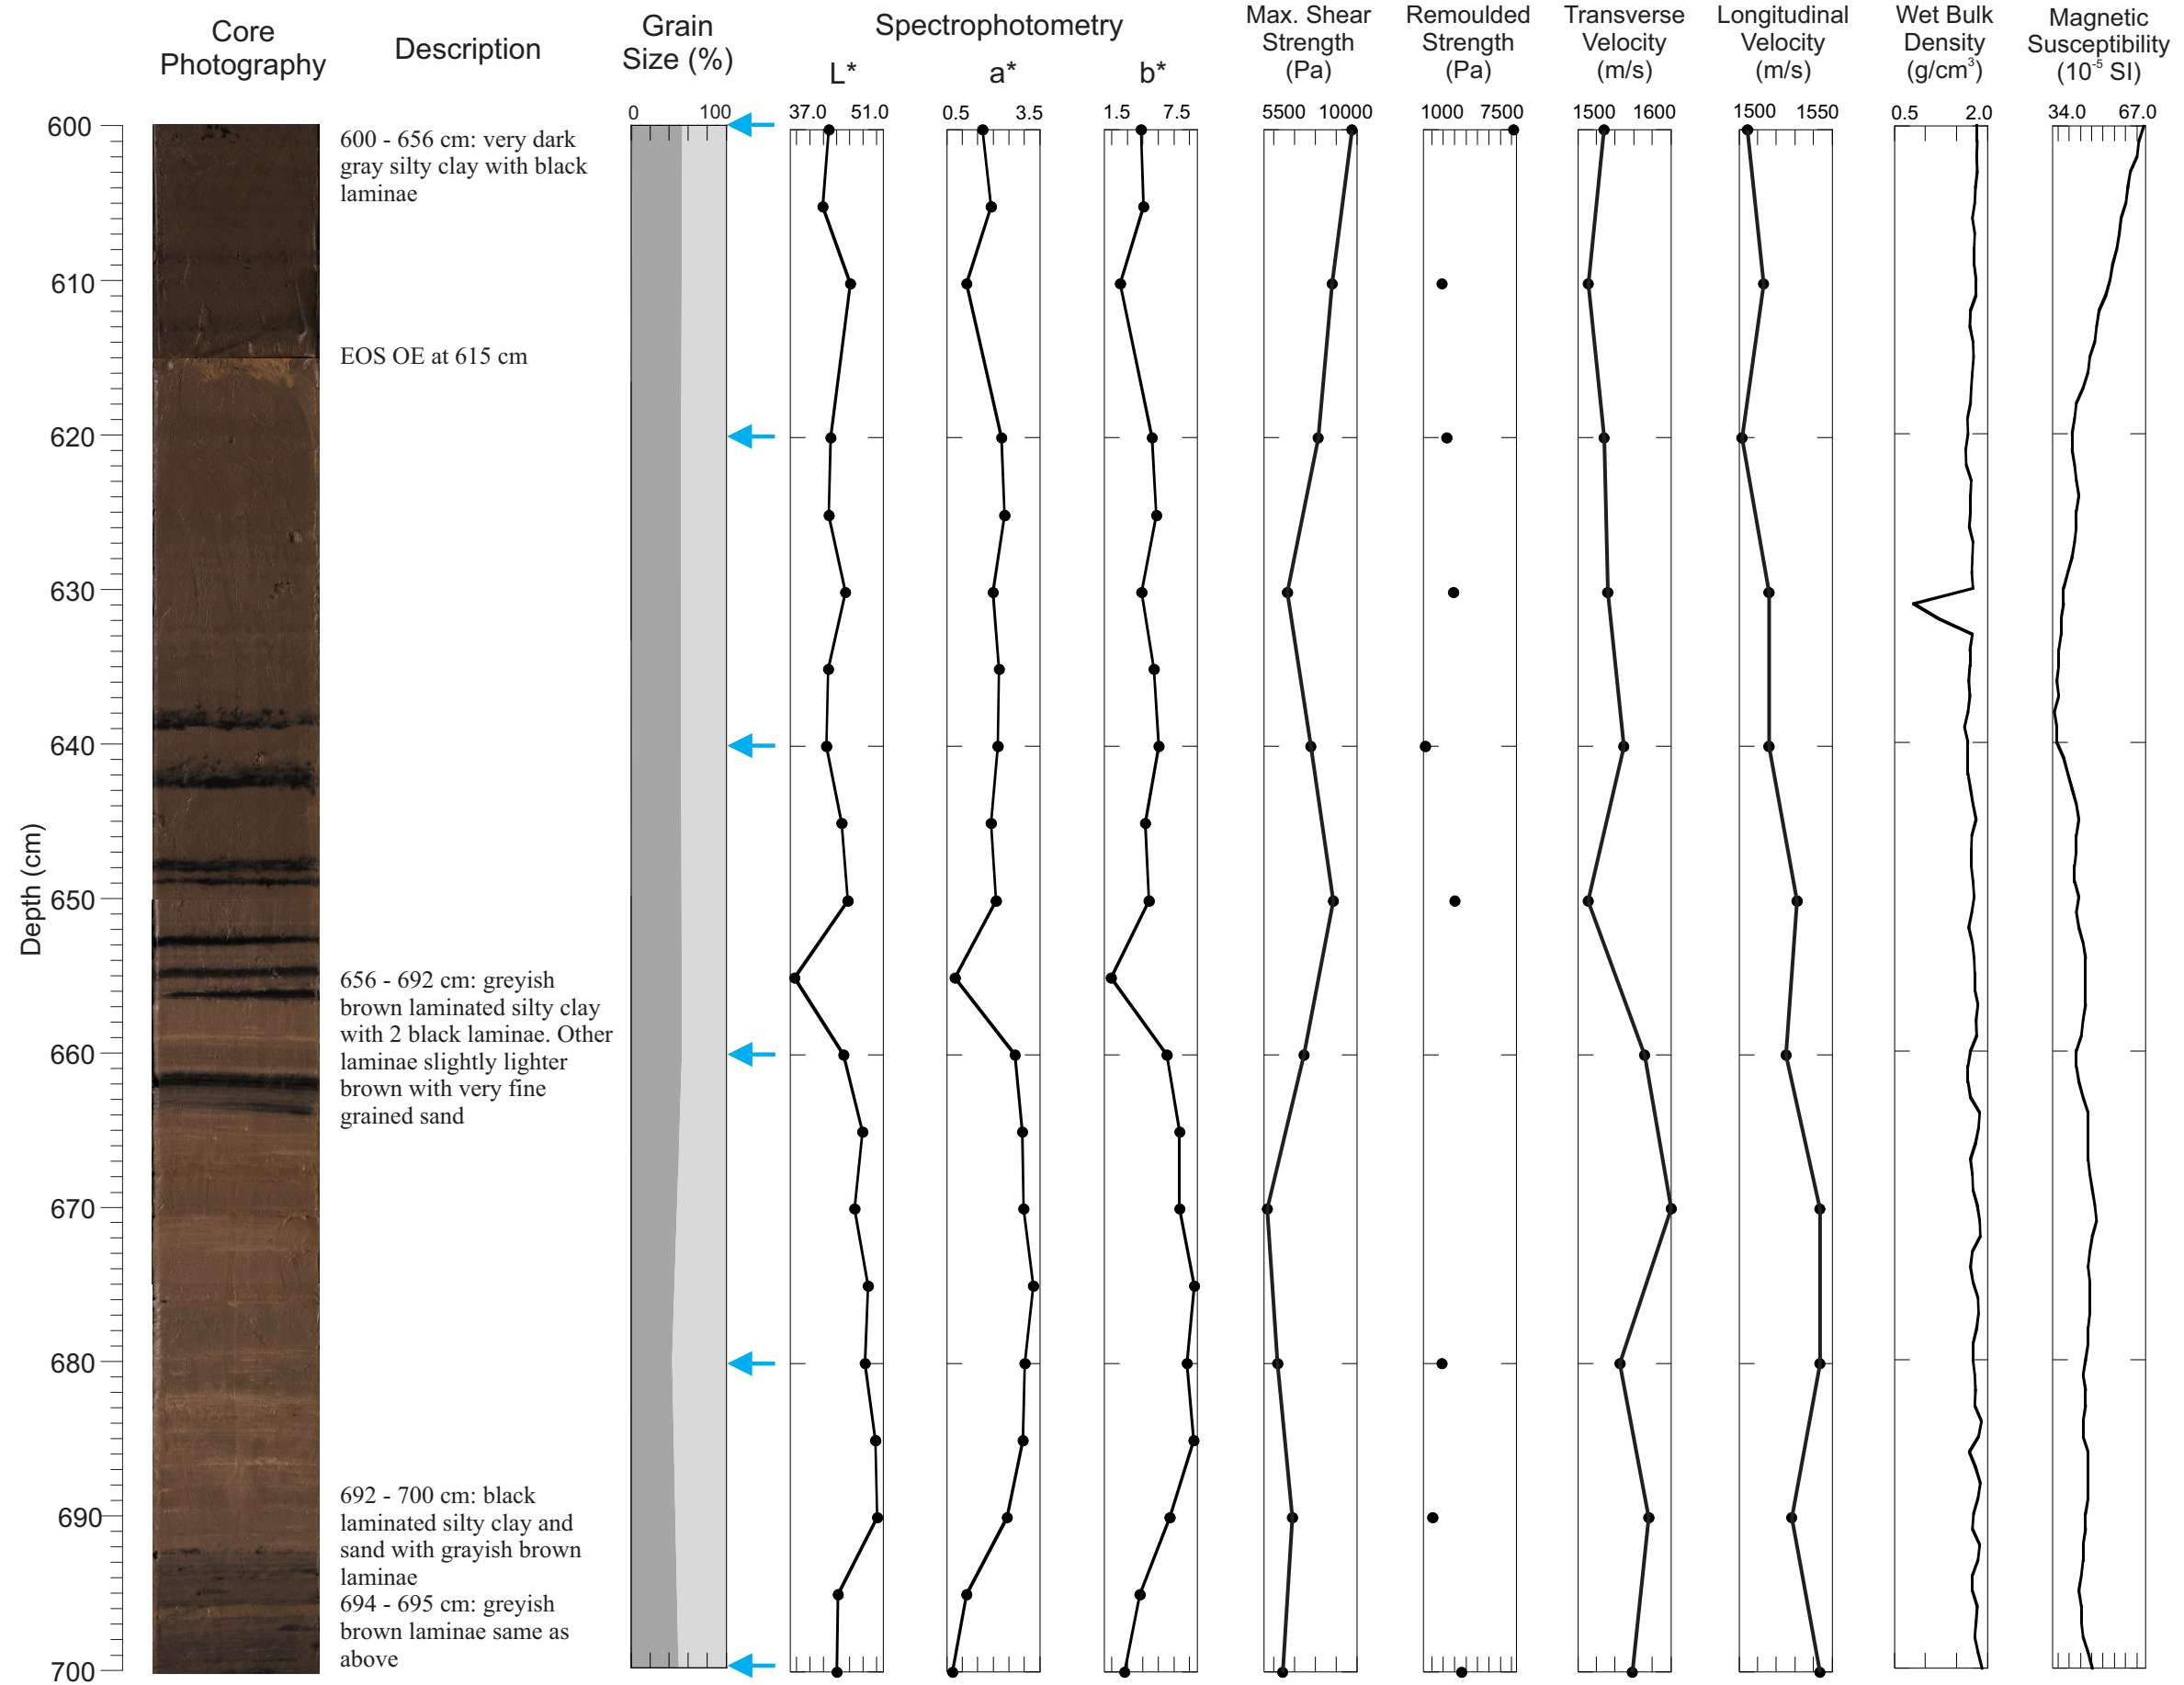 Core
Photography
Description
Grain
Size (%)
Spectrophotometry
L*
a*
b*
Max. Shear
Strength
(Pa)
Remoulded
Strength
(Pa)
Transverse
Velocity
(m/s)
Longitudinal
Velocity
(m/s)
Wet Bulk
Density
(g/cm³)
Magnetic
Susceptibility
(10⁻⁵ SI)
0 100
37.0 51.0
0.5 3.5
1.5 7.5
5500 10000
1000 7500
1500 1600
1500 1550
0.5 2.0
34.0 67.0
Depth (cm)
600
610
620
630
640
650
660
670
680
690
700
600 - 656 cm: very dark
gray silty clay with black
laminae
EOS OE at 615 cm
656 - 692 cm: greyish
brown laminated silty clay
with 2 black laminae. Other
laminae slightly lighter
brown with very fine
grained sand
692 - 700 cm: black
laminated silty clay and
sand with grayish brown
laminae
694 - 695 cm: greyish
brown laminae same as
above